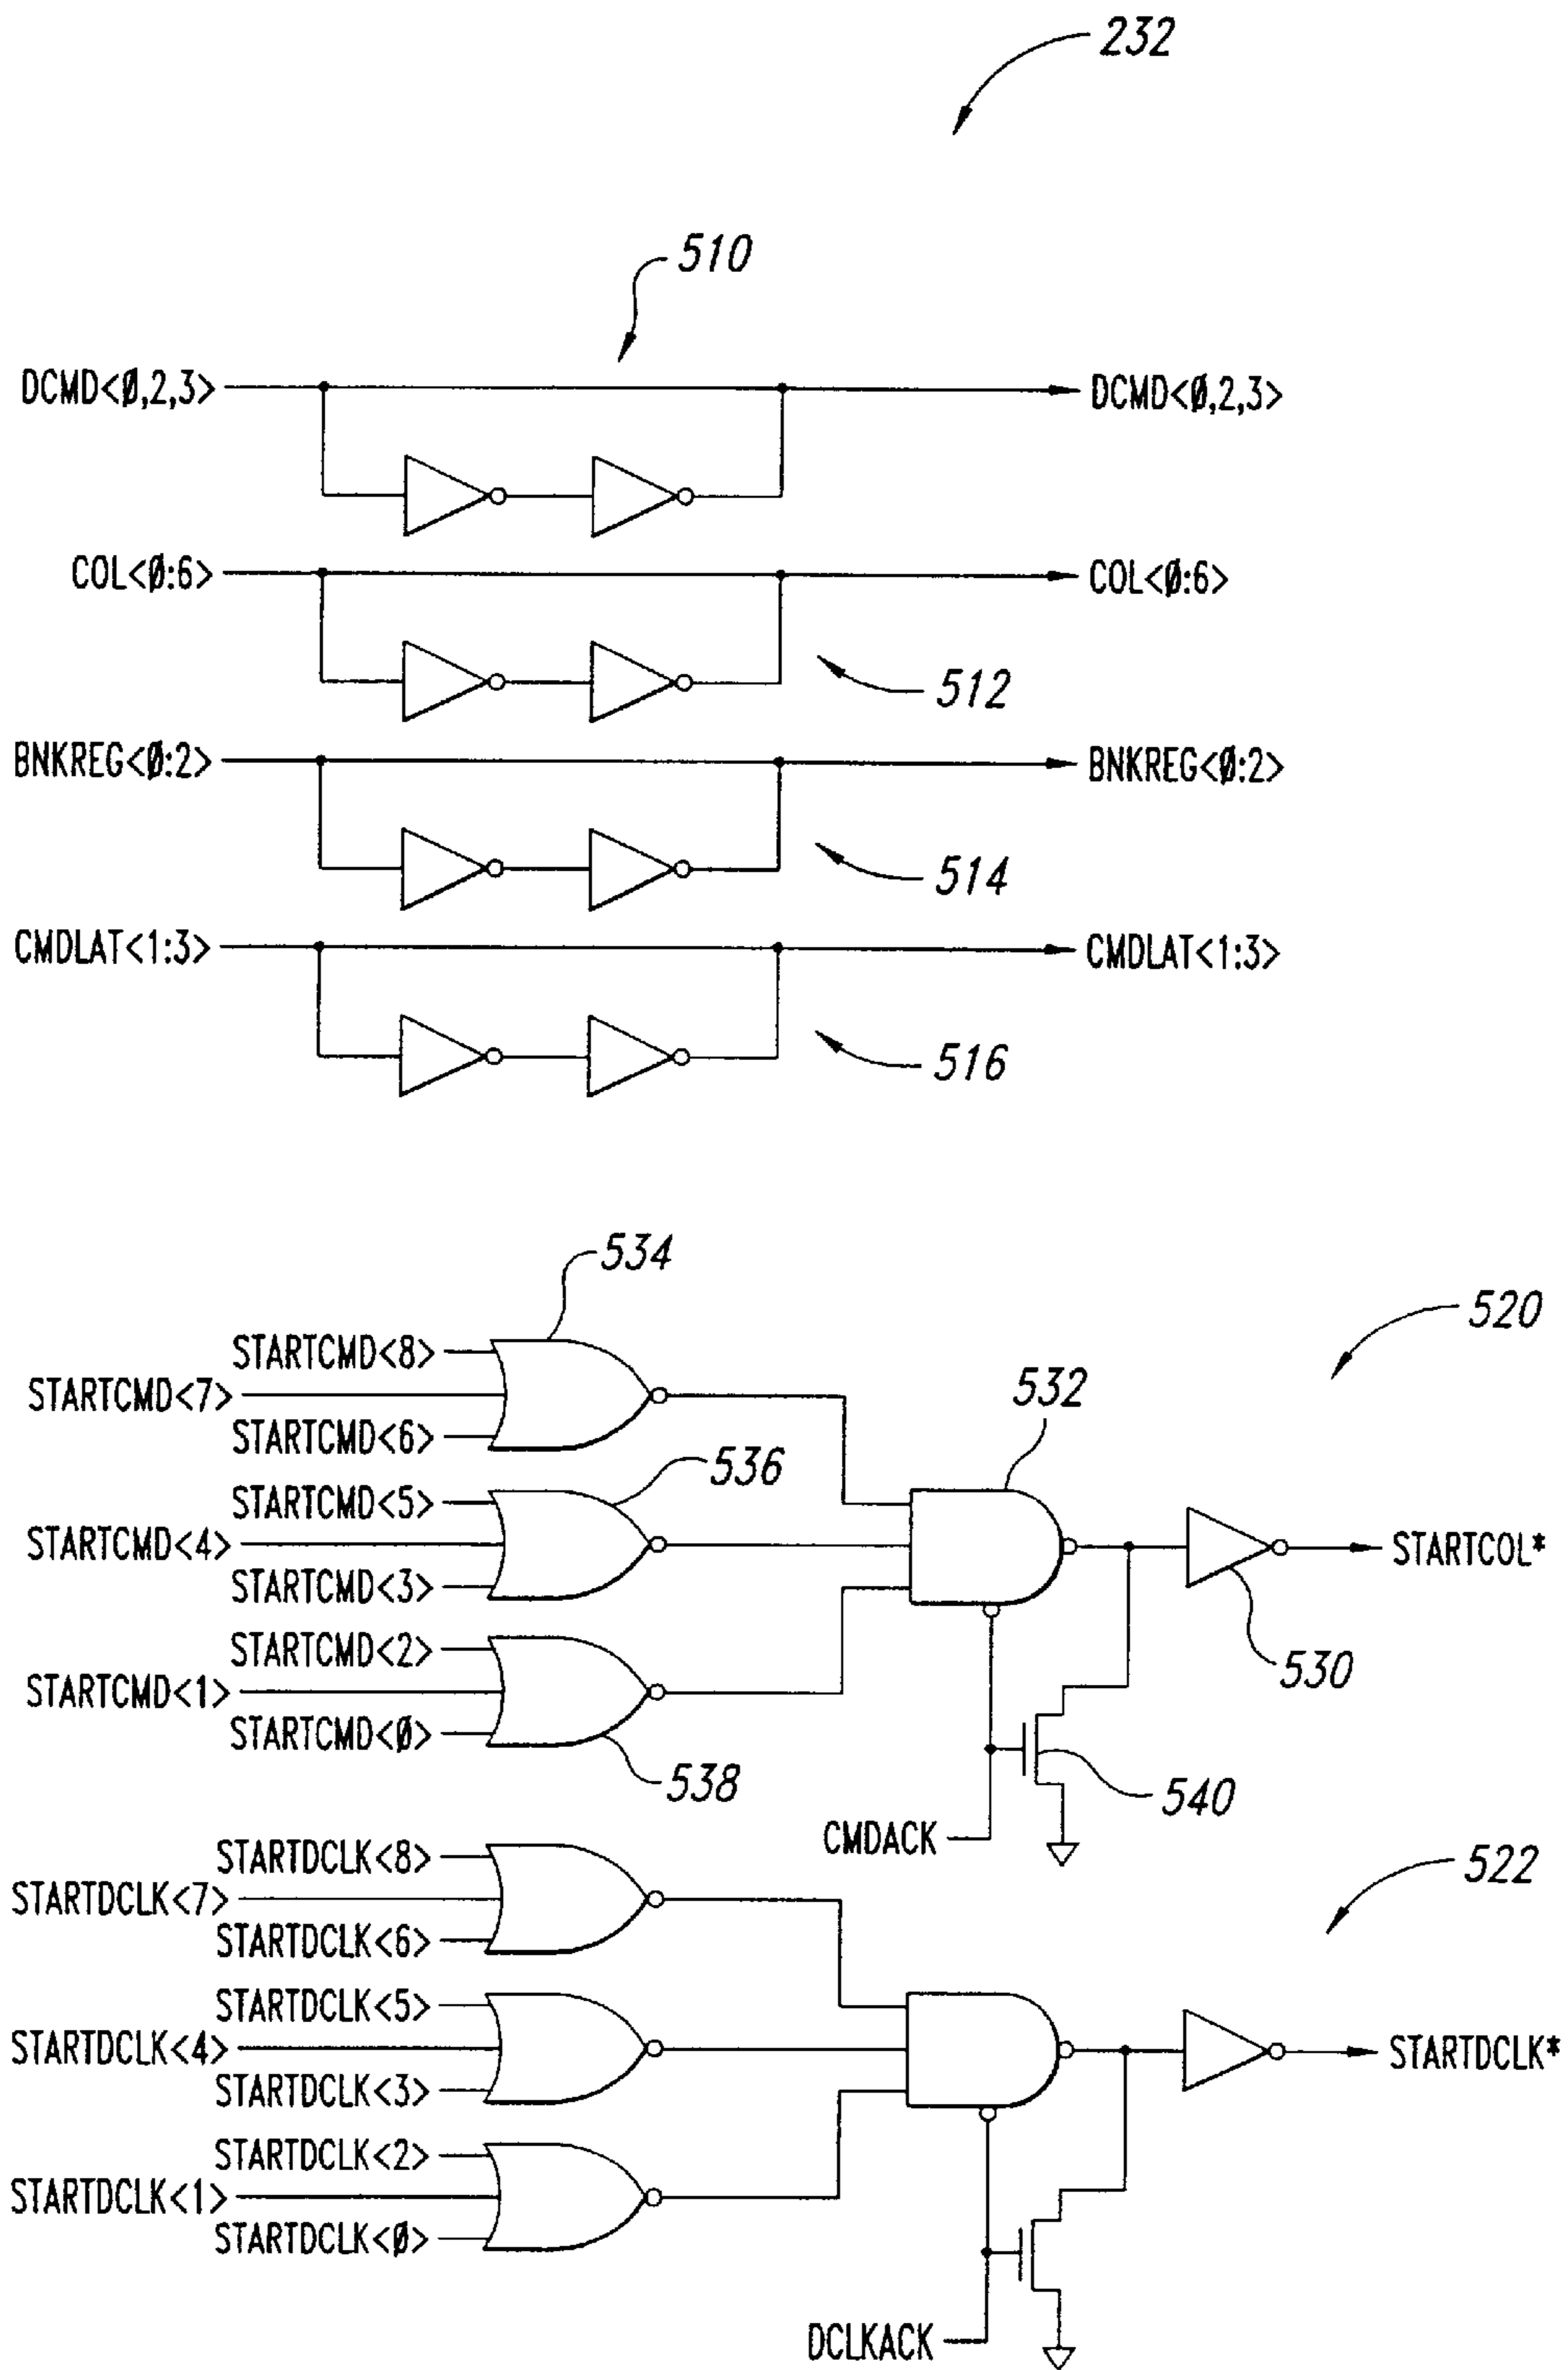 232
510
DCMD<Ø,2,3> DCMD<Ø,2,3>
COL<Ø:6> COL<Ø:6>
512
BNKREG<Ø:2> BNKREG<Ø:2>
514
CMDLAT<1:3> CMDLAT<1:3>
516
534
520
STARTCMD<8>
STARTCMD<7>
532
STARTCMD<6>
536
STARTCMD<5>
STARTCMD<4> STARTCOL*
STARTCMD<3>
STARTCMD<2>
530
STARTCMD<1>
STARTCMD<Ø>
538
540
CMDACK
STARTDCLK<8>
522
STARTDCLK<7>
STARTDCLK<6>
STARTDCLK<5>
STARTDCLK<4> STARTDCLK*
STARTDCLK<3>
STARTDCLK<2>
STARTDCLK<1>
STARTDCLK<Ø>
DCLKACK